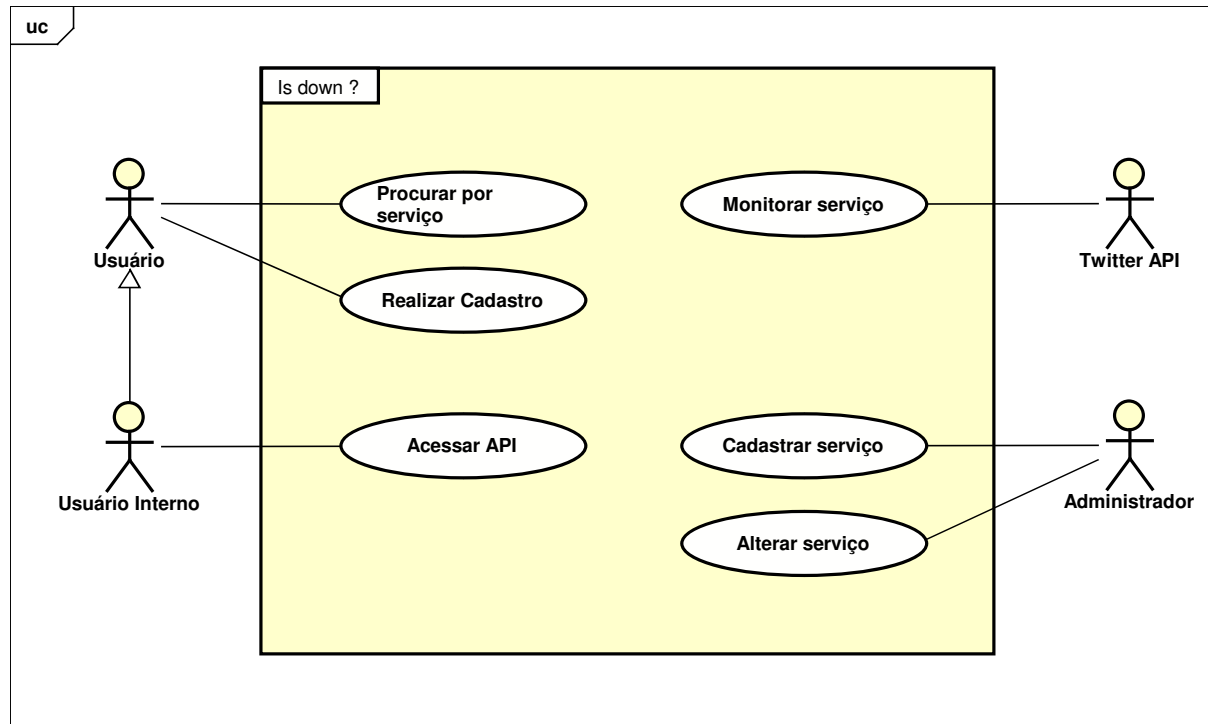 uc
Is down ?
Procurar por
serviço
Monitorar serviço
Usuário
Twitter API
Realizar Cadastro
Acessar API
Cadastrar serviço
Usuário Interno
Administrador
Alterar serviço